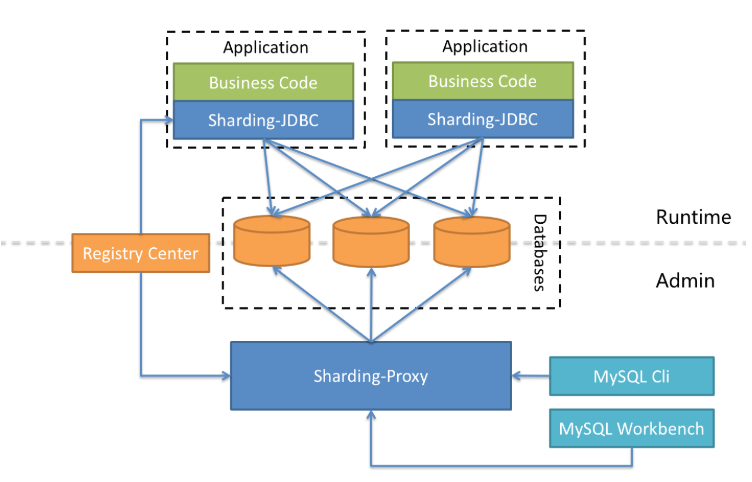 Application
Application
Business Code
Business Code
Sharding-JDBC
Sharding-JDBC
Databases
Runtime
Registry Center
Admin
Sharding-Proxy
MySQL Cli
MySQL Workbench